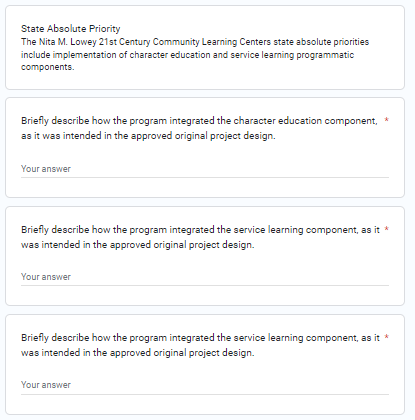 State Absolute Priority
The Nita M. Lowey 21st Century Community Learning Centers state absolute priorities
include implementation of character education and service learning programmatic
components.
Briefly describe how the program integrated the character education component, *
as it was intended in the approved original project design.
Your answer
Briefly describe how the program integrated the service learning component, as it *
was intended in the approved original project design.
Your answer
Briefly describe how the program integrated the service learning component, as it *
was intended in the approved original project design.
Your answer